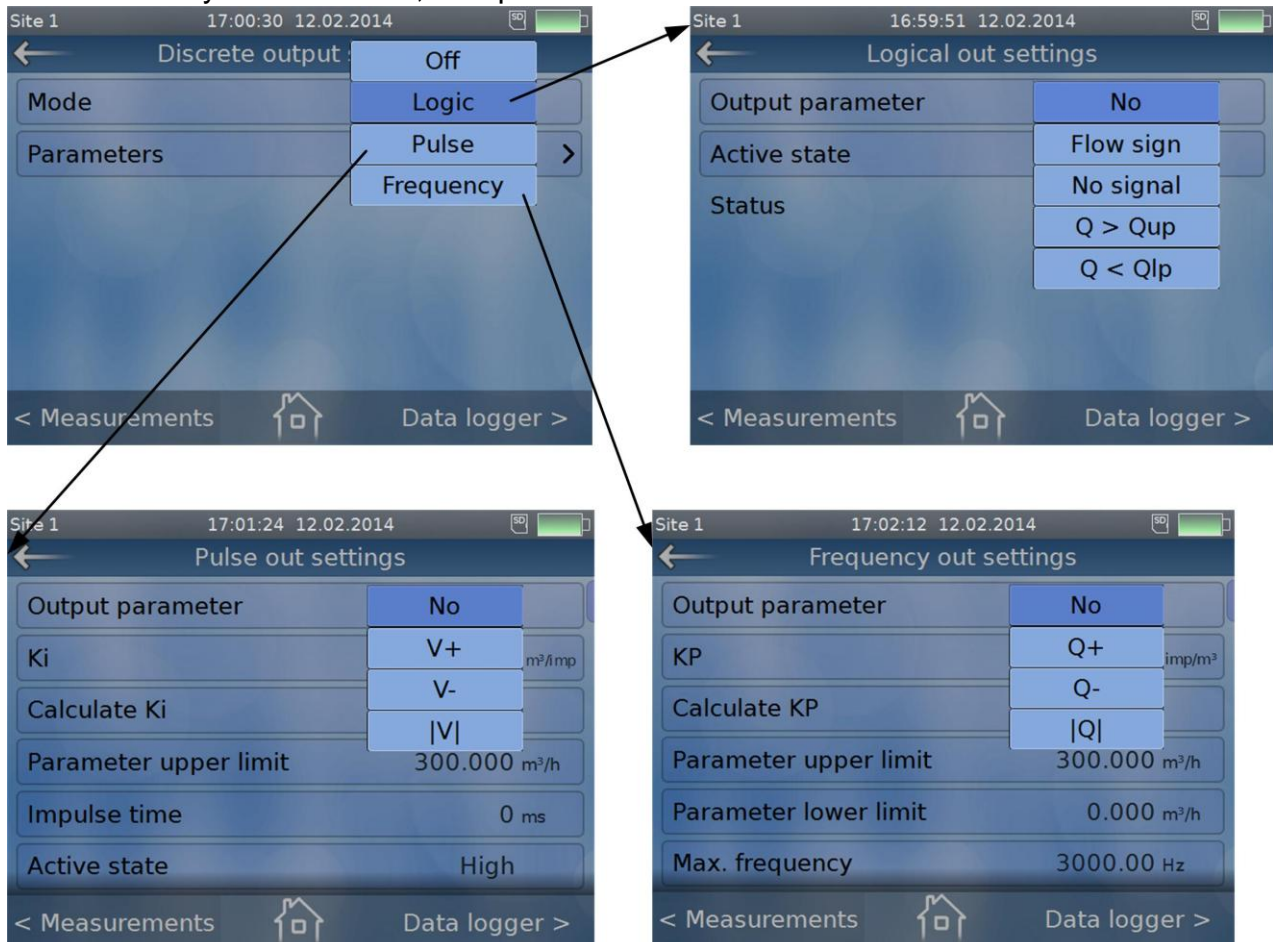 Site 1 17:00:30 12.02.2014 SD
Discrete output
Off
Mode Logic
Parameters Pulse >
Frequency
< Measurements Data logger >
Site 1 16:59:51 12.02.2014 SD
Logical out settings
Output parameter No
Active state Flow sign
Status No signal
Q > Qup
Q < Qlp
< Measurements Data logger >
Site 1 17:01:24 12.02.2014 SD
Pulse out settings
Output parameter No
Ki V+ m³/imp
Calculate Ki V-
|V|
Parameter upper limit 300.000 m³/h
Impulse time 0 ms
Active state High
< Measurements Data logger >
Site 1 17:02:12 12.02.2014 SD
Frequency out settings
Output parameter No
KP Q+ imp/m³
Calculate KP Q-
|Q|
Parameter upper limit 300.000 m³/h
Parameter lower limit 0.000 m³/h
Max. frequency 3000.00 Hz
< Measurements Data logger >